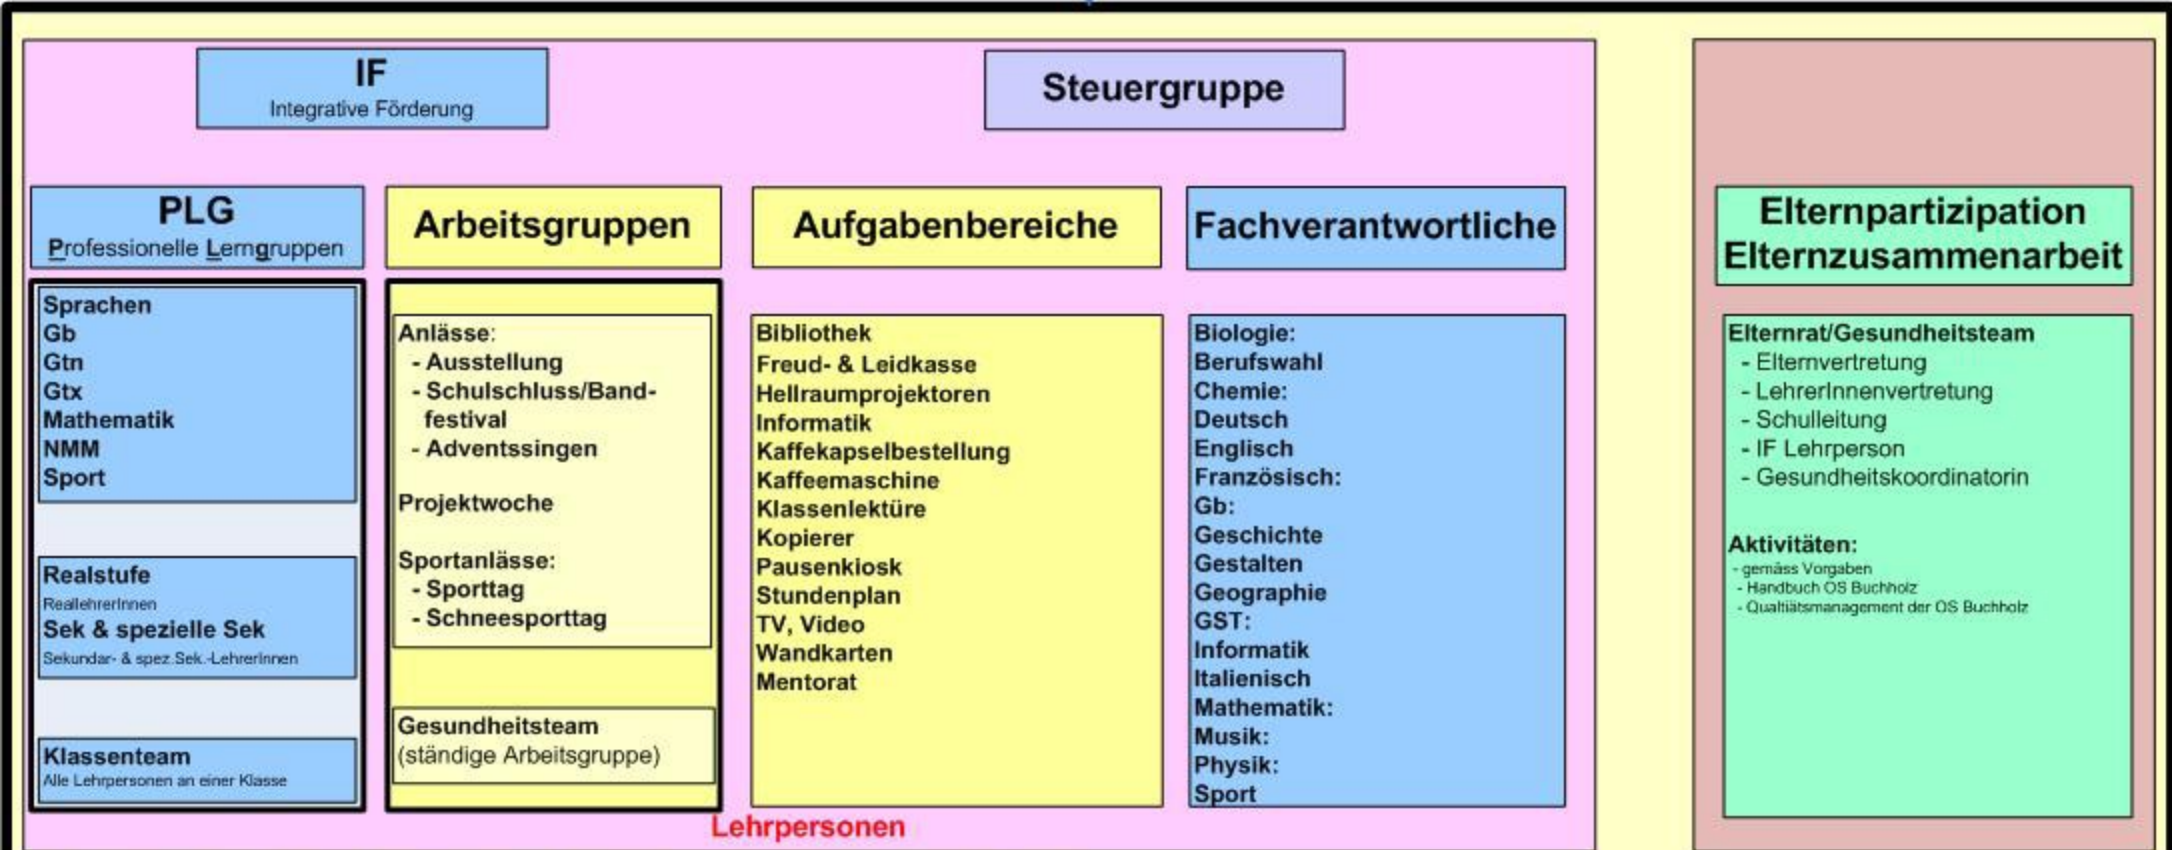 IF
Integrative Förderung
Steuergruppe
PLG
Professionelle Lerngruppen
Sprachen
Gb
Gtn
Gtx
Mathematik
NMM
Sport
Realstufe
ReallehrerInnen
Sek & spezielle Sek
Sekundar- & spez.Sek.-LehrerInnen
Klassenteam
Alle Lehrpersonen an einer Klasse
Arbeitsgruppen
Anlässe:
- Ausstellung
- Schulschluss/Band-
festival
- Adventssingen
Projektwoche
Sportanlässe:
- Sporttag
- Schneesporttag
Gesundheitsteam
(ständige Arbeitsgruppe)
Aufgabenbereiche
Bibliothek
Freud- & Leidkasse
Hellraumprojektoren
Informatik
Kaffekapselbestellung
Kaffeemaschine
Klassenlektüre
Kopierer
Pausenkiosk
Stundenplan
TV, Video
Wandkarten
Mentorat
Fachverantwortliche
Biologie:
Berufswahl
Chemie:
Deutsch
Englisch
Französisch:
Gb:
Geschichte
Gestalten
Geographie
GST:
Informatik
Italienisch
Mathematik:
Musik:
Physik:
Sport
Lehrpersonen
Elternpartizipation
Elternzusammenarbeit
Elternrat/Gesundheitsteam
- Elternvertretung
- LehrerInnenvertretung
- Schulleitung
- IF Lehrperson
- Gesundheitskoordinatorin
Aktivitäten:
- gemäss Vorgaben
- Handbuch OS Buchholz
- Qualtiätsmanagement der OS Buchholz